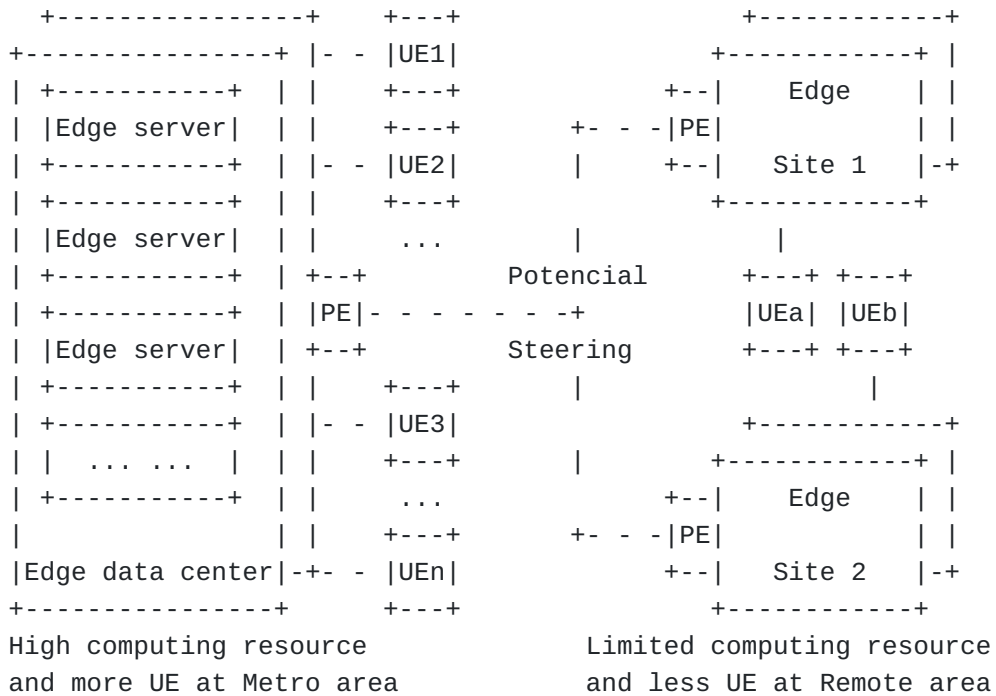 +----------------+    +---+                  +------------+
+----------------+ |- - |UE1|                +------------+ |
| +-----------+  | |    +---+             +--|    Edge    | |
| |Edge server|  | |    +---+       +- - -|PE|            | |
| +-----------+  | |- - |UE2|       |     +--|   Site 1   |-+
| +-----------+  | |    +---+                +------------+
| |Edge server|  | |     ...        |            |
| +-----------+  | +--+         Potencial      +---+ +---+
| +-----------+  | |PE|- - - - - - -+          |UEa| |UEb|
| |Edge server|  | +--+         Steering       +---+ +---+
| +-----------+  | |    +---+       |                  |
| +-----------+  | |- - |UE3|                  +------------+
| |  ... ...  |  | |    +---+       |        +------------+ |
| +-----------+  | |     ...              +--|    Edge    | |
|                | |    +---+       +- - -|PE|            | |
|Edge data center|-+- - |UEn|             +--|   Site 2   |-+
+----------------+      +---+                +------------+
High computing resource              Limited computing resource
and more UE at Metro area            and less UE at Remote area